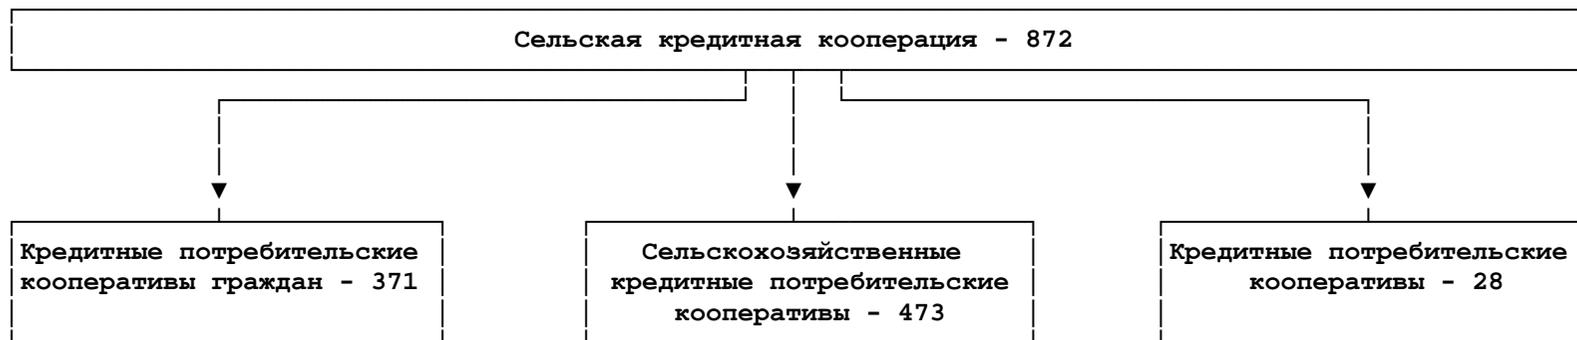 Сельская кредитная кооперация - 872
Кредитные потребительские
кооперативы граждан - 371
Сельскохозяйственные
кредитные потребительские
кооперативы - 473
Кредитные потребительские
кооперативы - 28